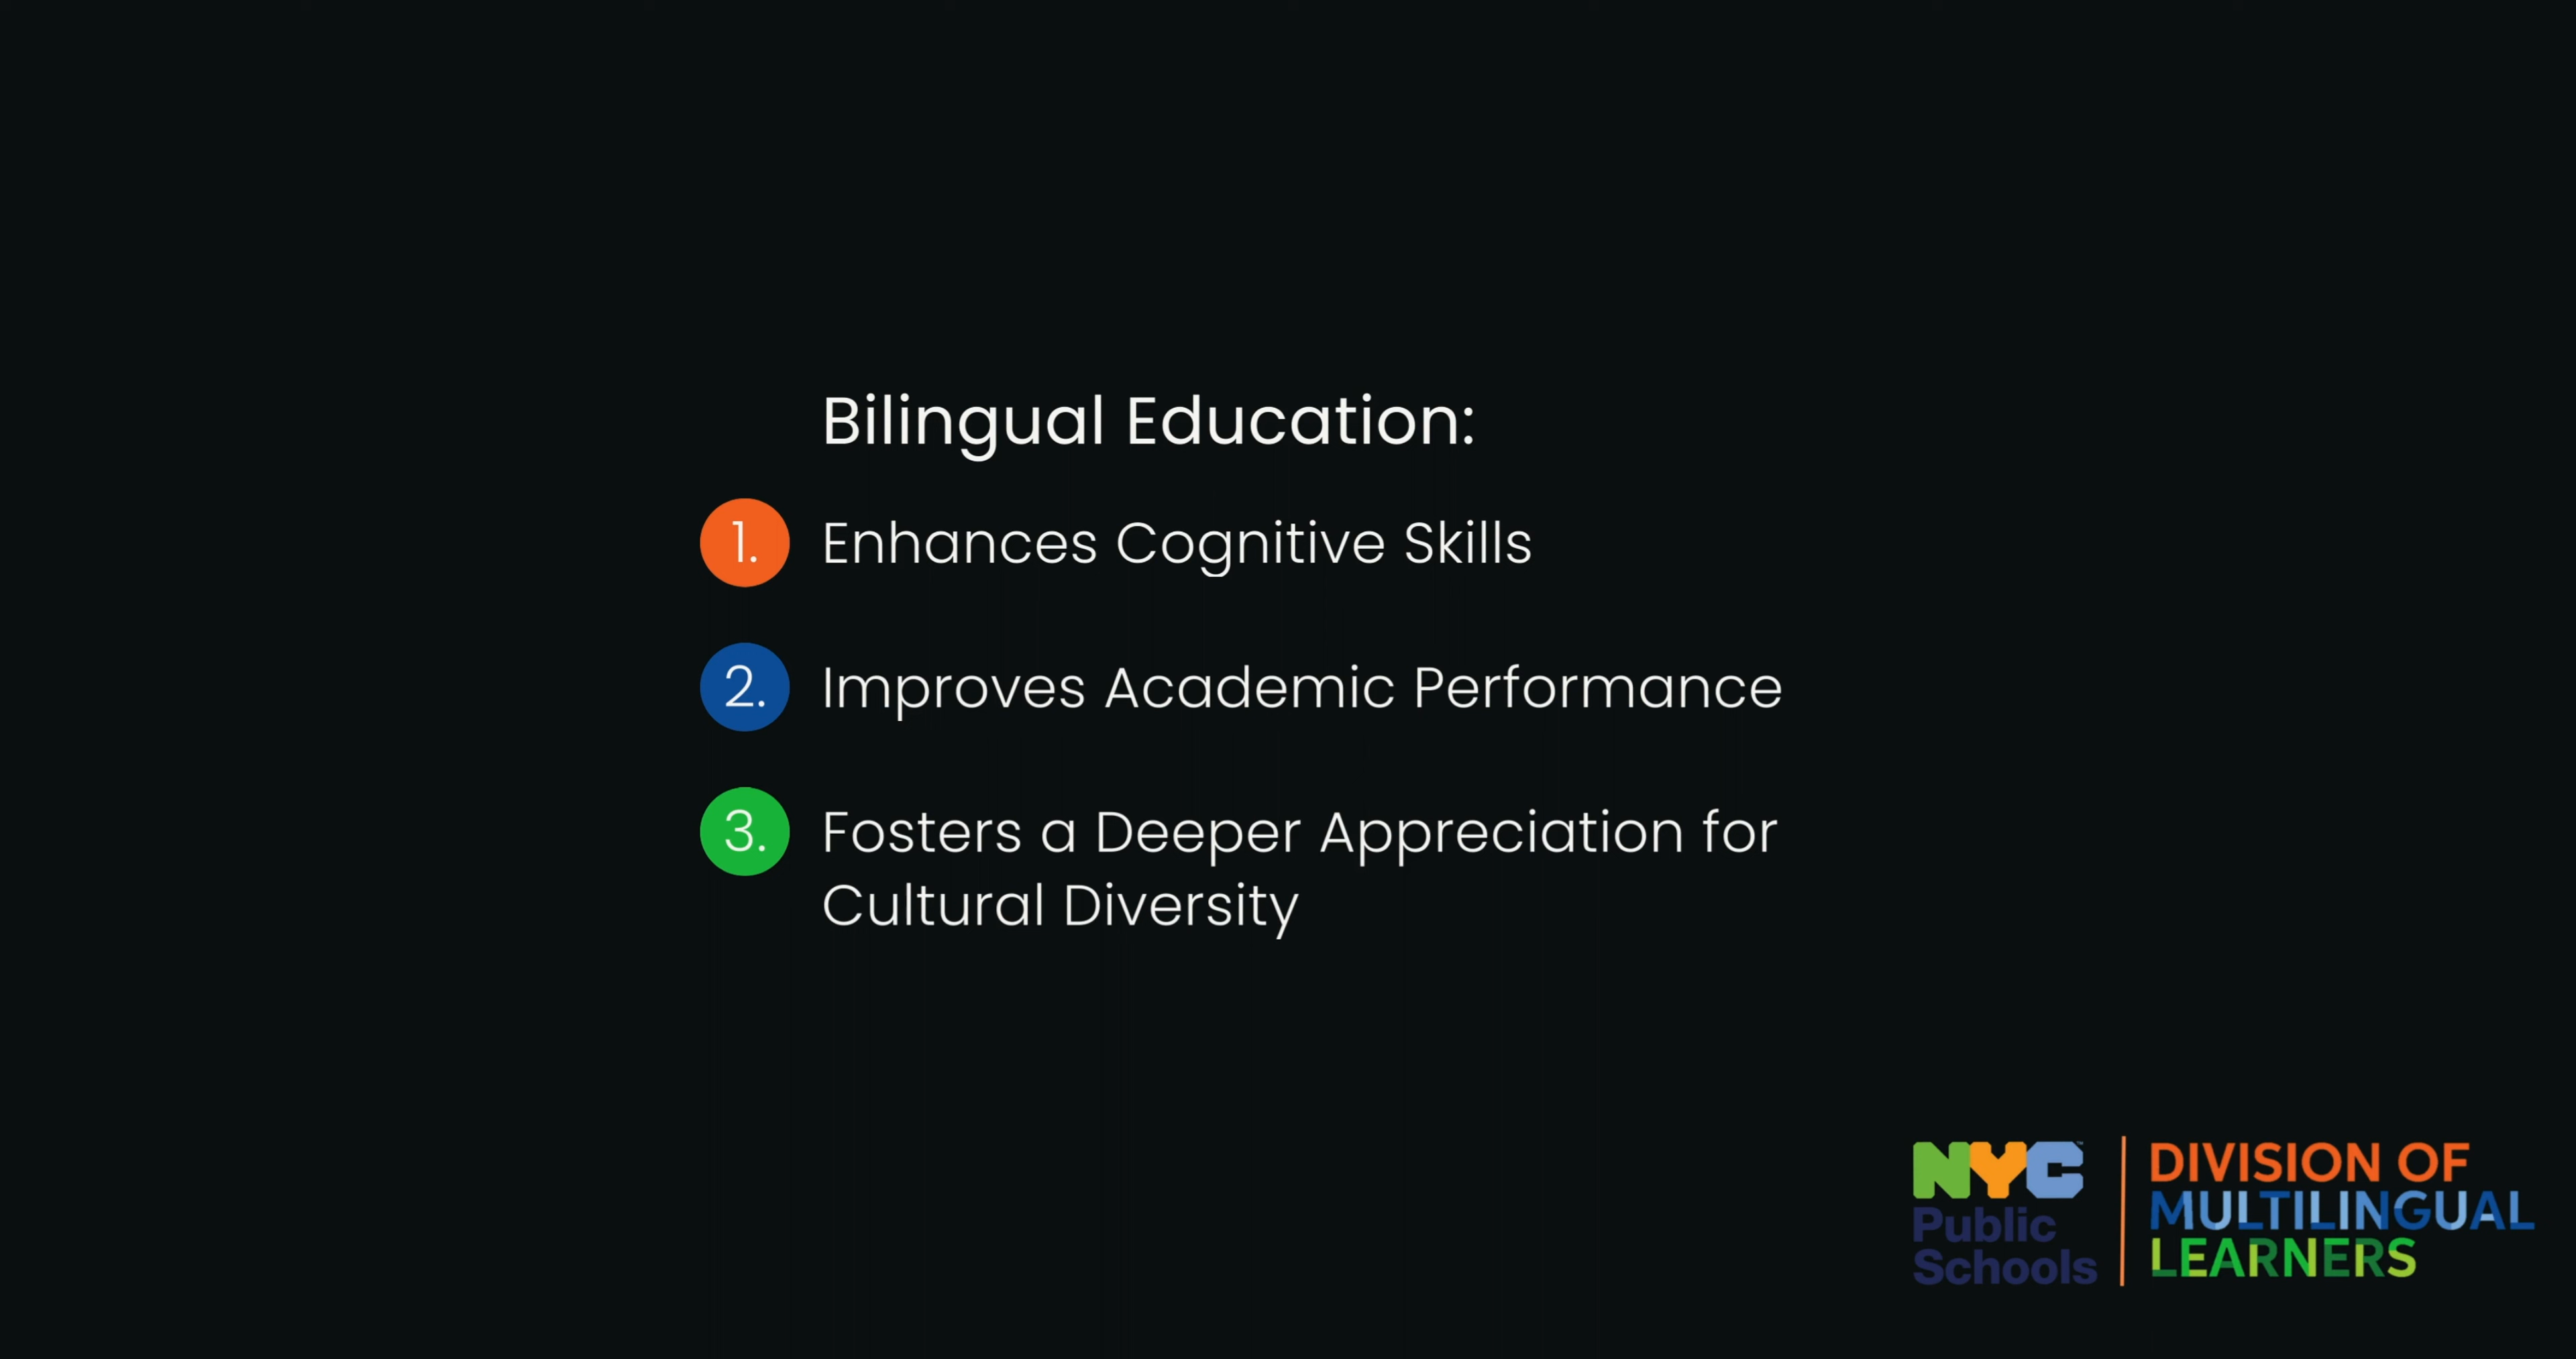 Bilingual Education:
1. Enhances Cognitive Skills
2. Improves Academic Performance
3. Fosters a Deeper Appreciation for
Cultural Diversity
NYC™
Public
Schools
DIVISION OF
MULTILINGUAL
LEARNERS